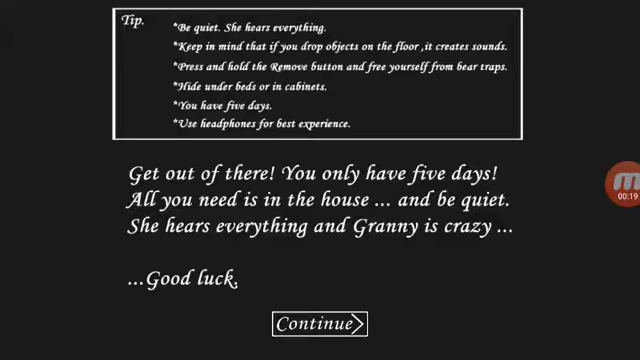 Tip.
*Be quiet. She hears everything.
*Keep in mind that if you drop objects on the floor ,it creates sounds.
*Press and hold the Remove button and free yourself from bear traps.
*Hide under beds or in cabinets.
*You have five days.
*Use headphones for best experience.
Get out of there! You only have five days!
All you need is in the house ... and be quiet.
She hears everything and Granny is crazy ...
...Good luck.
Continue
00:19